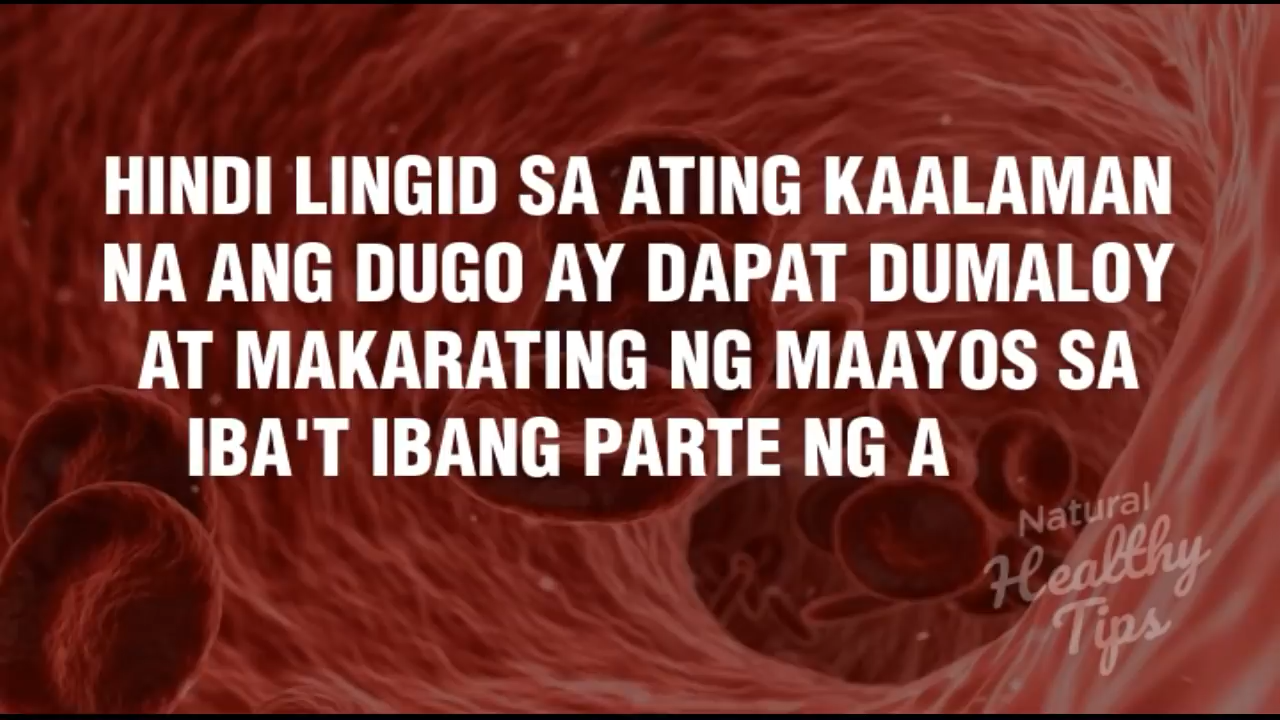 HINDI LINGID SA ATING KAALAMAN
NA ANG DUGO AY DAPAT DUMALOY
AT MAKARATING NG MAAYOS SA
IBA'T IBANG PARTE NG A
Natural
Healthy
Tips